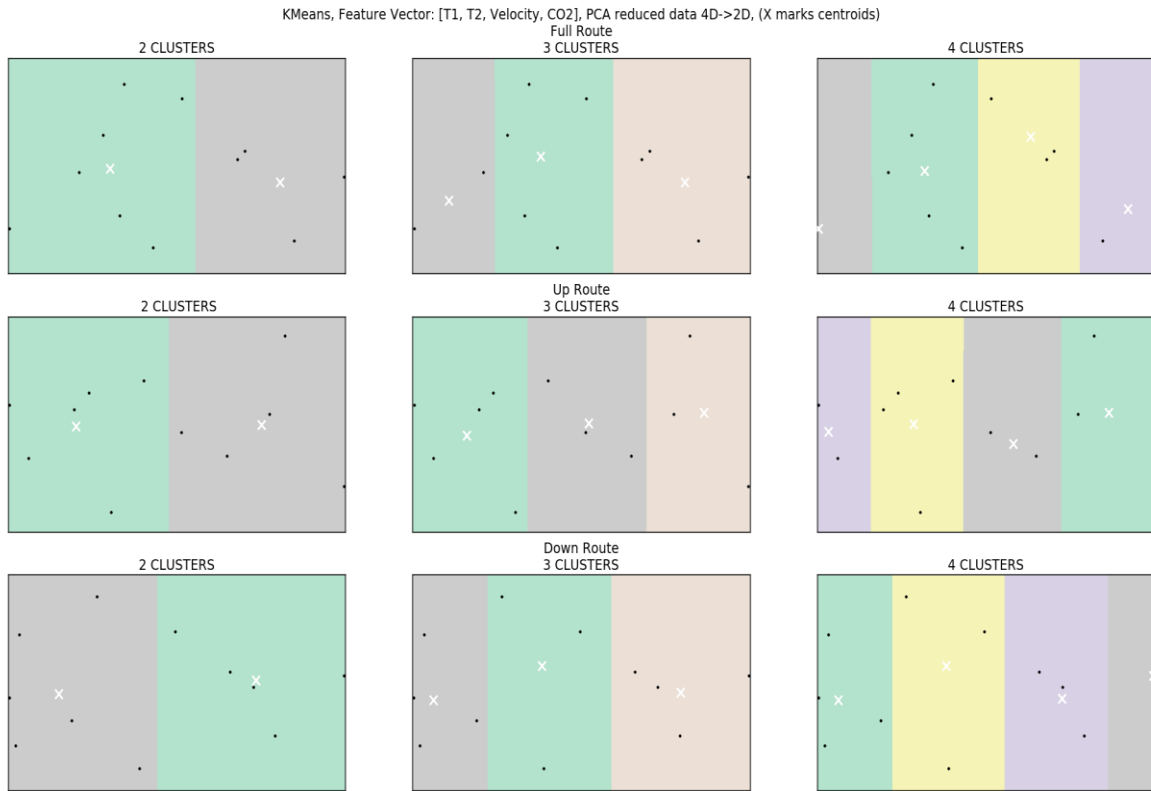 KMeans, Feature Vector: [T1, T2, Velocity, CO2], PCA reduced data 4D->2D, (X marks centroids)
Full Route
2 CLUSTERS
3 CLUSTERS
4 CLUSTERS
Up Route
2 CLUSTERS
3 CLUSTERS
4 CLUSTERS
Down Route
2 CLUSTERS
3 CLUSTERS
4 CLUSTERS